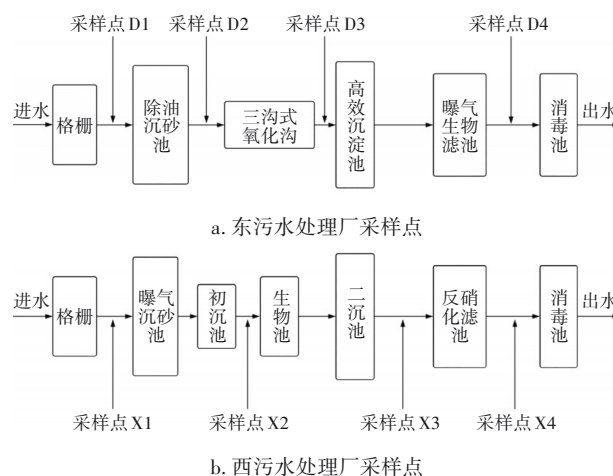 采样点 D1
采样点 D2
采样点 D3
采样点 D4
进水
格栅
除油
沉砂
池
三沟式
氧化沟
高
效
沉
淀
池
曝气
生物
滤池
消
毒
池
出水
a. 东污水处理厂采样点
进水
格栅
曝气
沉砂
池
初
沉
池
生
物
池
二
沉
池
反硝
化滤
池
消
毒
池
出水
采样点 X1
采样点 X2
采样点 X3
采样点 X4
b. 西污水处理厂采样点